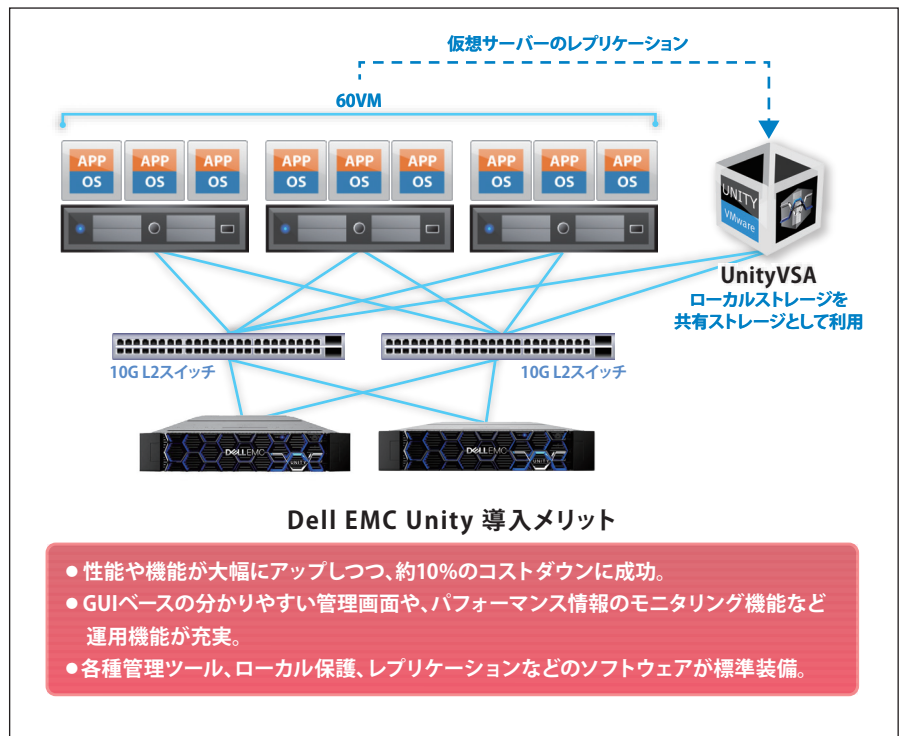 仮想サーバーのレプリケーション
60VM
APP APP APP APP APP APP APP APP APP
OS OS OS OS OS OS OS OS OS
UNITY
VMware
UnityVSA
ローカルストレージを
共有ストレージとして利用
10G L2スイッチ 10G L2スイッチ
DELLEMC UNITY DELLEMC UNITY
Dell EMC Unity 導入メリット
●性能や機能が大幅にアップしつつ、約10%のコストダウンに成功。
●GUIベースの分かりやすい管理画面や、パフォーマンス情報のモニタリング機能など
運用機能が充実。
●各種管理ツール、ローカル保護、レプリケーションなどのソフトウェアが標準装備。